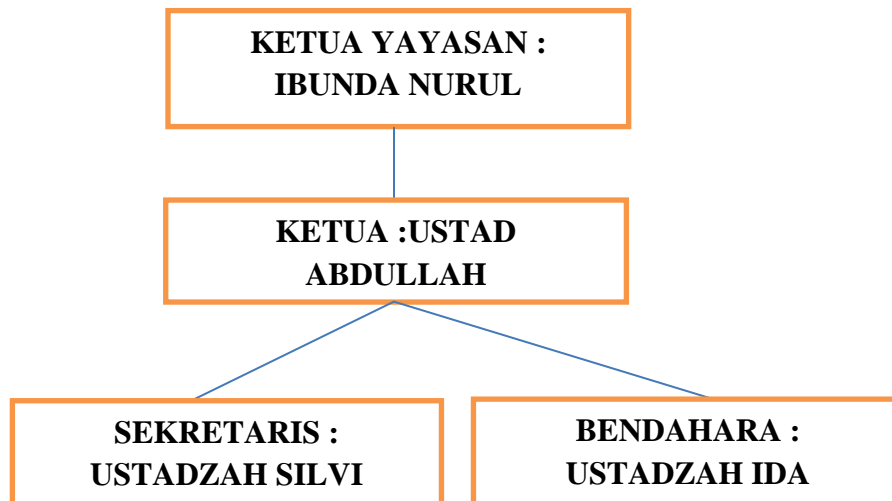 KETUA YAYASAN :
IBUNDA NURUL
KETUA :USTAD
ABDULLAH
SEKRETARIS :
USTADZAH SILVI
BENDAHARA :
USTADZAH IDA